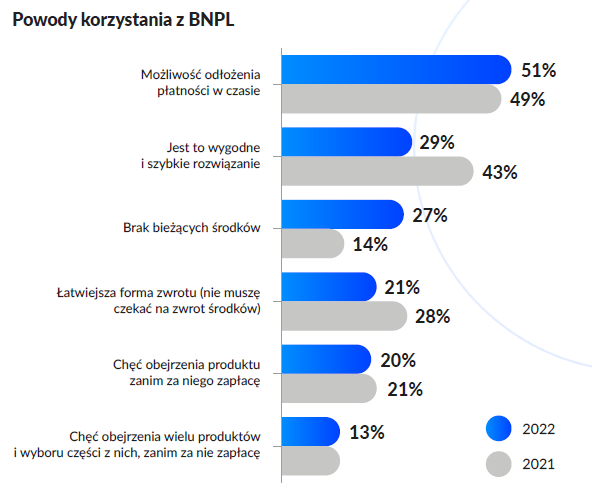 Powody korzystania z BNPL
Możliwość odłożenia
płatności w czasie
51%
49%
Jest to wygodne
i szybkie rozwiązanie
29%
43%
Brak bieżących środków
27%
14%
Łatwiejsza forma zwrotu (nie muszę
czekać na zwrot środków)
21%
28%
Chęć obejrzenia produktu
zanim za niego zapłacę
20%
21%
Chęć obejrzenia wielu produktów
i wyboru części z nich, zanim za nie zapłacę
13%
2022
2021